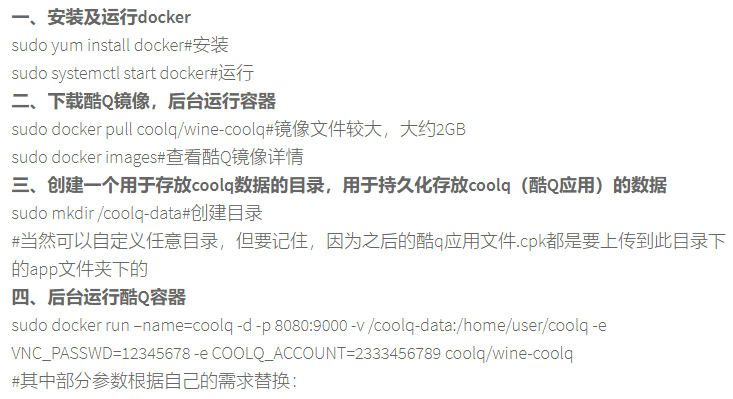 一、安装及运行docker
sudo yum install docker#安装
sudo systemctl start docker#运行
二、下载酷Q镜像，后台运行容器
sudo docker pull coolq/wine-coolq#镜像文件较大，大约2GB
sudo docker images#查看酷Q镜像详情
三、创建一个用于存放coolq数据的目录，用于持久化存放coolq（酷Q应用）的数据
sudo mkdir /coolq-data#创建目录
#当然可以自定义任意目录，但要记住，因为之后的酷q应用文件.cpk都是要上传到此目录下
的app文件夹下的
四、后台运行酷Q容器
sudo docker run –name=coolq -d -p 8080:9000 -v /coolq-data:/home/user/coolq -e
VNC_PASSWD=12345678 -e COOLQ_ACCOUNT=2333456789 coolq/wine-coolq
#其中部分参数根据自己的需求替换：